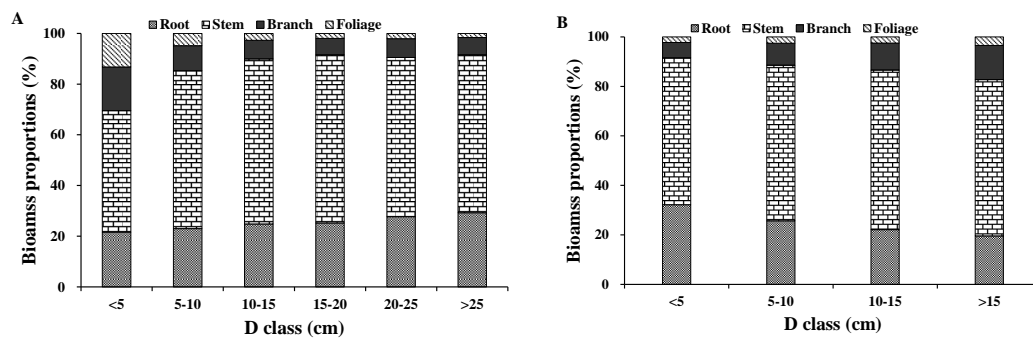 A
Root Stem Branch Foliage
100
80
60
40
20
0
Bioamss proportions (%)
<5 5-10 10-15 15-20 20-25 >25
D class (cm)
B
Root Stem Branch Foliage
100
80
60
40
20
0
Bioamss proportions (%)
<5 5-10 10-15 >15
D class (cm)